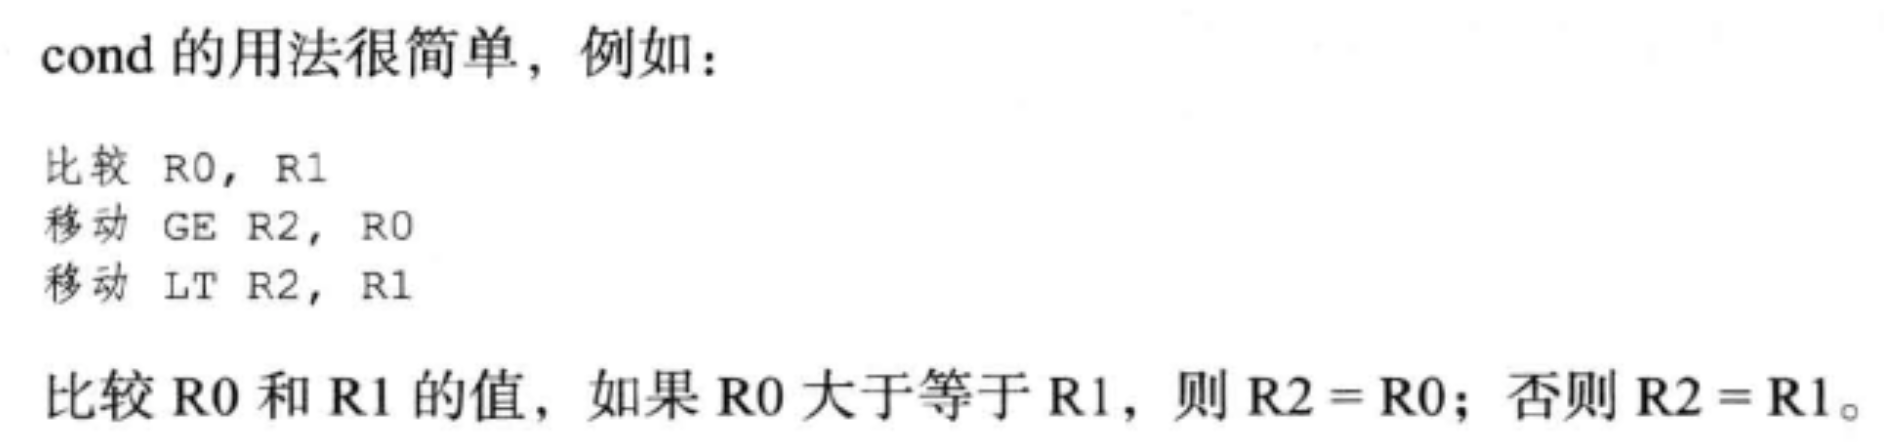 cond 的用法很简单，例如：
比较 R0, R1
移动 GE R2, R0
移动 LT R2, R1
比较 R0 和 R1 的值，如果 R0 大于等于 R1，则 R2 = R0；否则 R2 = R1。